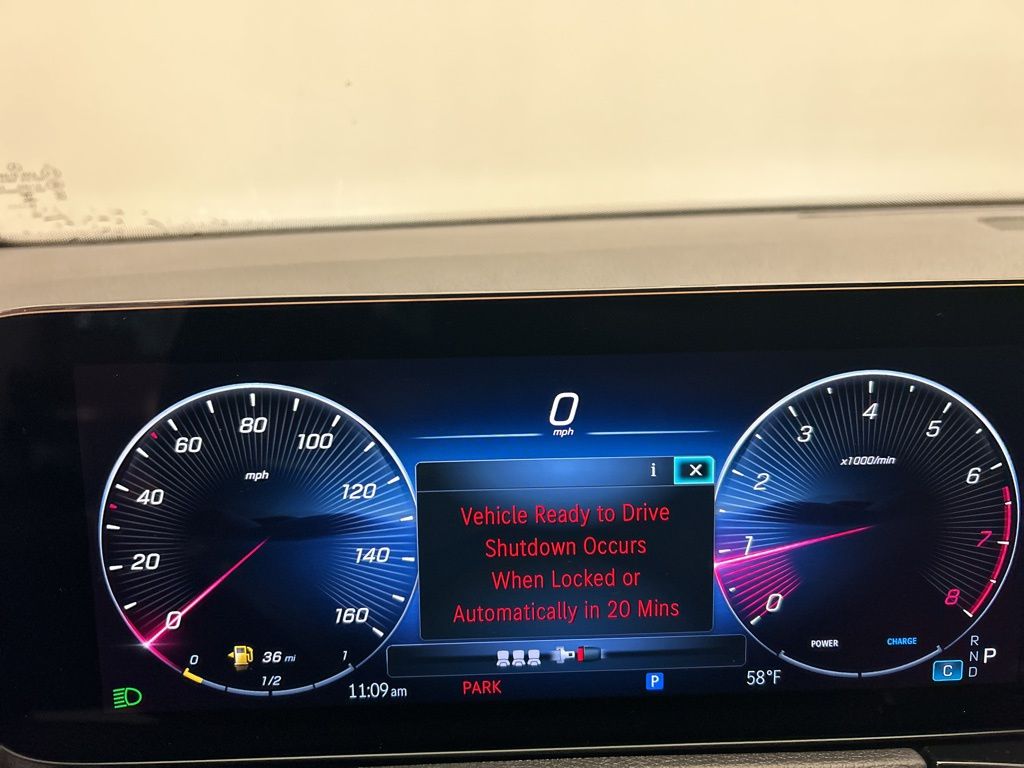 0
mph
i
Vehicle Ready to Drive
Shutdown Occurs
When Locked or
Automatically in 20 Mins
0
20
40
60
80
100
120
140
160
mph
0
1/2
1
36 mi
11:09 am
PARK
P
58°F
0
1
2
3
4
5
6
7
8
x1000/min
POWER
CHARGE
C
R
N
D
P